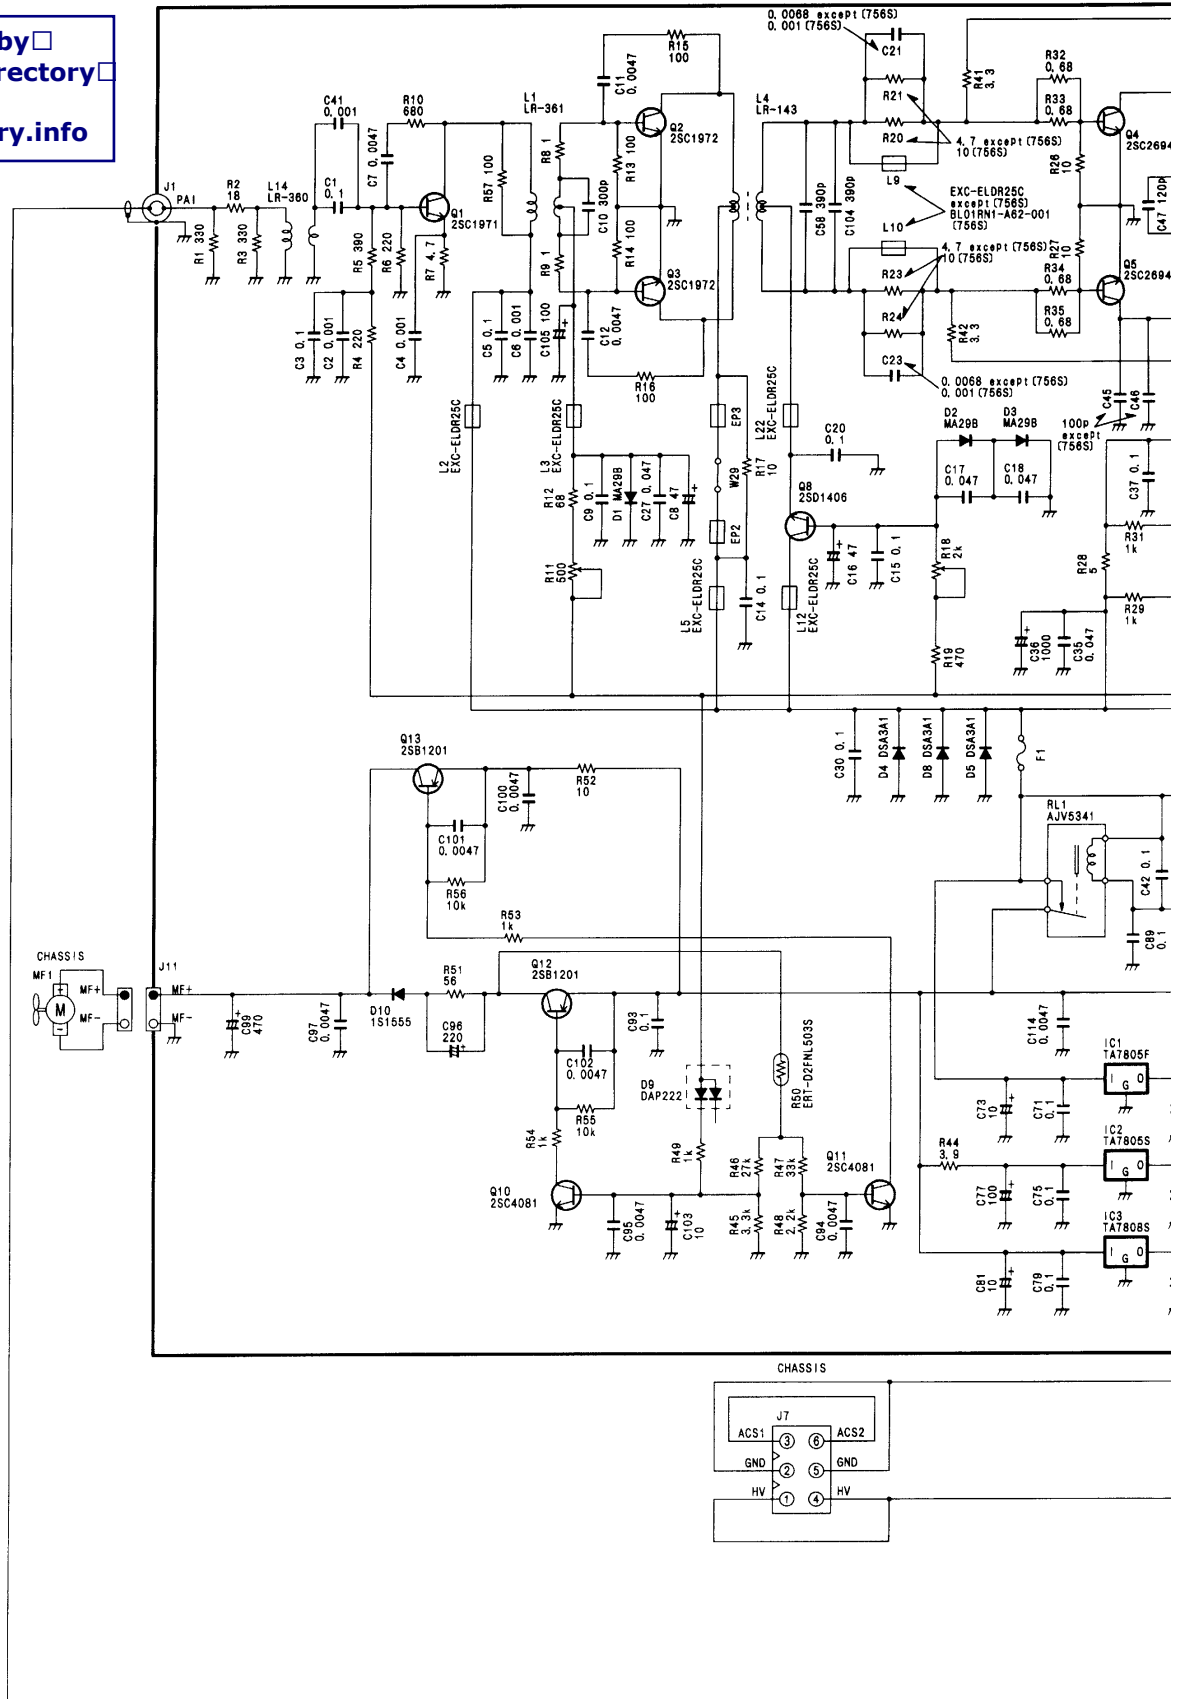 by□
rectory□
ry.info
0.0068 except (756S)
0.001 (756S)
C21
R21
R20
4.7 except (756S)
10 (756S)
L9
EXC-ELDR25C
except (756S)
BL01RN1-A62-001
(756S)
L10
4.7 except (756S)
10 (756S)
R23
R24
C23
0.0068 except (756S)
0.001 (756S)
R41
3.3
R32
0.68
R33
0.68
R26
10
R27
10
R34
0.68
R35
0.68
R42
3.3
Q4
2SC2694
Q5
2SC2694
C47 120p
C45
C46
100p
except
(756S)
J1
PAI
R2
18
R1 330
R3 330
L14
LR-360
C41
0.001
C1
0.1
C7 0.0047
R10
680
Q1
2SC1971
R5 390
R6 220
R7 4.7
C3 0.1
C2 0.001
R4 220
C4 0.001
R57 100
L1
LR-361
R8 1
R9 1
C10 300p
R13 100
R14 100
C11
0.0047
R15
100
Q2
2SC1972
Q3
2SC1972
C5 0.1
C6 0.001
C105 100
C12
0.0047
R16
100
L4
LR-143
C58 390p
C104 390p
L2
EXC-ELDR25C
L3
EXC-ELDR25C
R12
68
C9 0.1
D1 MA29B
C27 0.047
C8 47
R11
500
EP3
W29
EP2
R17
10
L22
EXC-ELDR25C
L5
EXC-ELDR25C
C14 0.1
L12
EXC-ELDR25C
C20
0.1
Q8
2SD1406
C16 47
C15 0.1
D2
MA29B
D3
MA29B
C17
0.047
C18
0.047
R18
2k
R19
470
C37 0.1
R31
1k
R28
5
R29
1k
C36
1000
C35
0.047
C30 0.1
D4 DSA3A1
D8 DSA3A1
D5 DSA3A1
F1
RL1
AJV5341
C42 0.1
C89
0.1
Q13
2SB1201
C100
0.0047
R52
10
C101
0.0047
R56
10k
R53
1k
CHASSIS
MF1
+
M
-
MF+
MF-
J11
MF+
MF-
C99
470
C97
0.0047
D10
1S1555
R51
56
C96
220
Q12
2SB1201
C93
0.1
C102
0.0047
R55
10k
R54
1k
Q10
2SC4081
D9
DAP222
R49
1k
R50
ERT-D2FNL503S
R46
27k
R47
33k
R45
3.3k
R48
2.2k
Q11
2SC4081
C95
0.0047
C103
10
C94
0.0047
C114
0.0047
IC1
TA7805F
I G O
C73
10
C71
0.1
R44
3.9
IC2
TA7805S
I G O
C77
100
C75
0.1
IC3
TA7808S
I G O
C81
10
C79
0.1
CHASSIS
J7
ACS1 3 6 ACS2
GND 2 5 GND
HV 1 4 HV